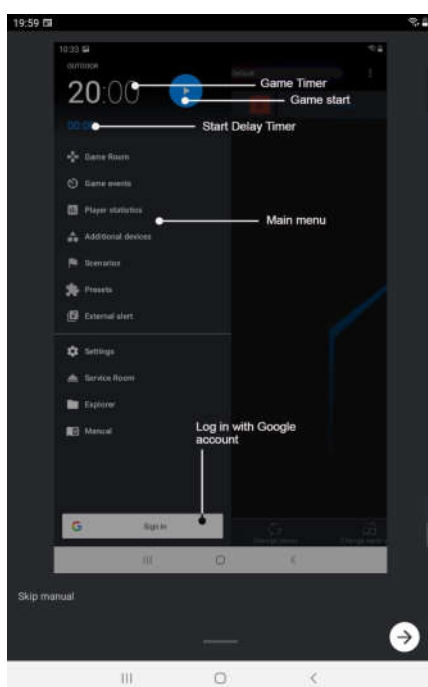 19:59
10:33
OUTDOOR
20:00
Game Timer
Default
Game start
00:00
Start Delay Timer
Game Room
Game events
Player statistics
Main menu
Additional devices
Scenarios
Presets
External alert
Settings
Service Room
Explorer
Manual
Log in with Google
account
G
Sign In
Skip manual